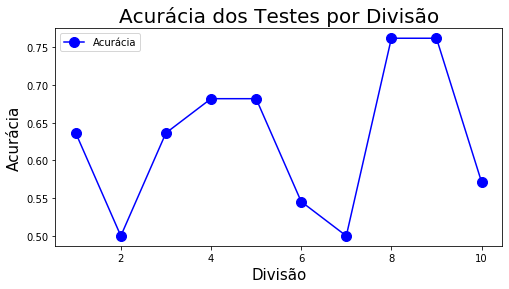 Acurácia dos Testes por Divisão
Acurácia
Acurácia
0.75
0.70
0.65
0.60
0.55
0.50
2 4 6 8 10
Divisão